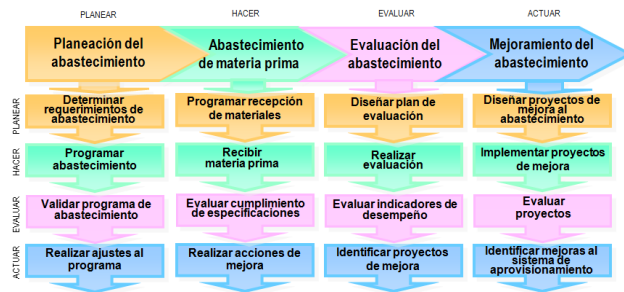 PLANEAR
HACER
EVALUAR
ACTUAR
Planeación del
abastecimiento
Abastecimiento
de materia prima
Evaluación del
abastecimiento
Mejoramiento del
abastecimiento
PLANEAR
Determinar
requerimientos de
abastecimiento
Programar recepción
de materiales
Diseñar plan de
evaluación
Diseñar proyectos de
mejora al
abastecimiento
HACER
Programar
abastecimiento
Recibir
materia prima
Realizar
evaluación
Implementar proyectos
de mejora
EVALUAR
Validar programa de
abastecimiento
Evaluar cumplimiento
de especificaciones
Evaluar indicadores de
desempeño
Evaluar
proyectos
ACTUAR
Realizar ajustes al
programa
Realizar acciones de
mejora
Identificar proyectos
de mejora
Identificar mejoras al
sistema de
aprovisionamiento